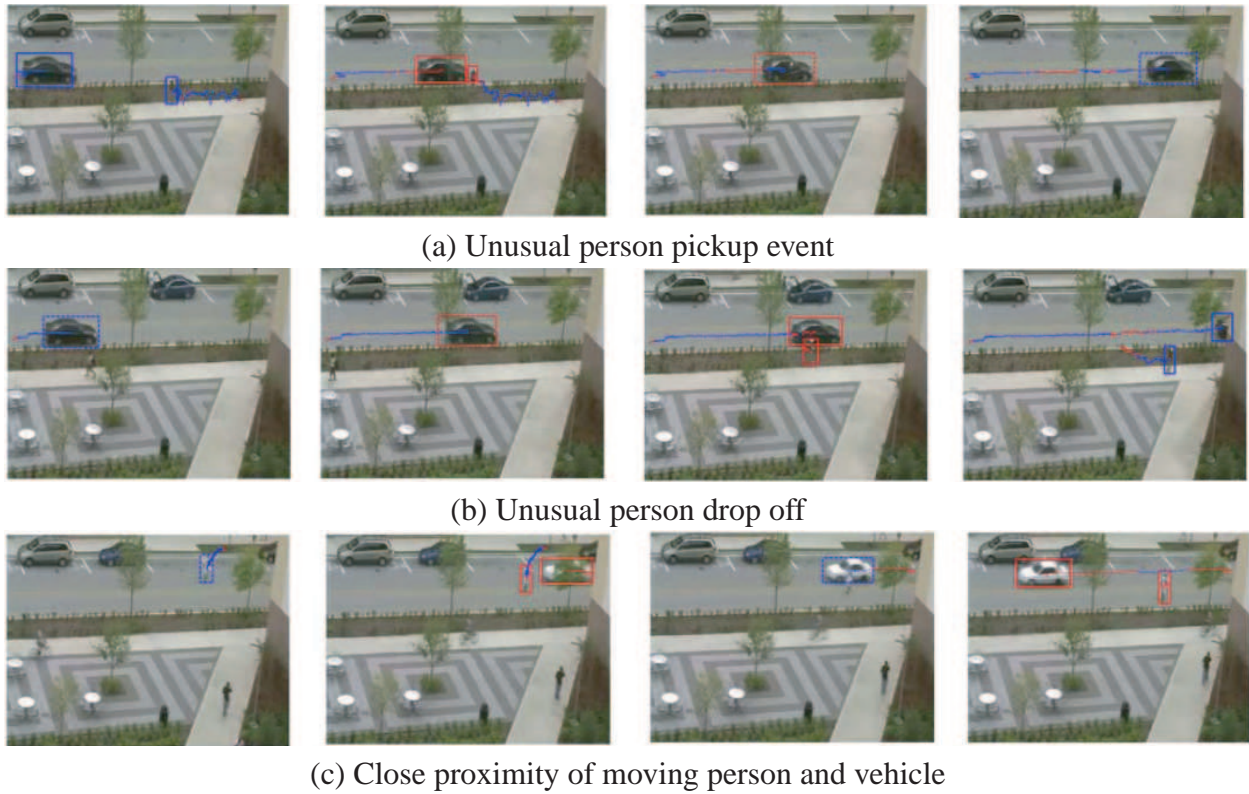 (a) Unusual person pickup event
(b) Unusual person drop off
(c) Close proximity of moving person and vehicle